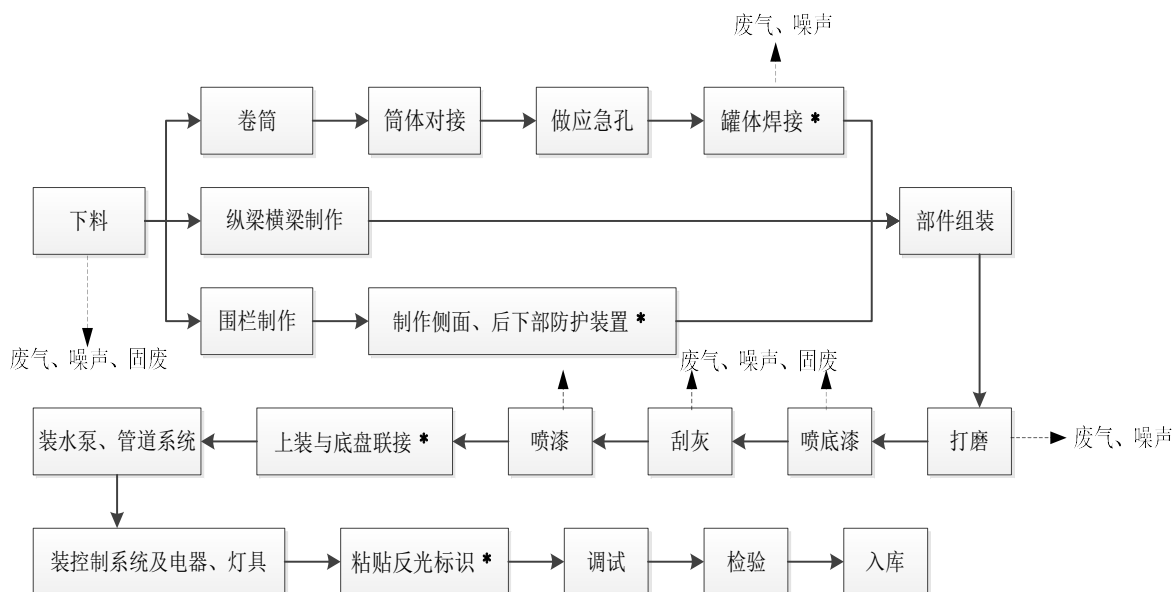 废气、噪声
卷筒
筒体对接
做应急孔
罐体焊接 *
下料
纵梁横梁制作
部件组装
围栏制作
制作侧面、后下部防护装置 *
废气、噪声、固废
废气、噪声、固废
装水泵、管道系统
上装与底盘联接 *
喷漆
刮灰
喷底漆
打磨
废气、噪声
装控制系统及电器、灯具
粘贴反光标识 *
调试
检验
入库